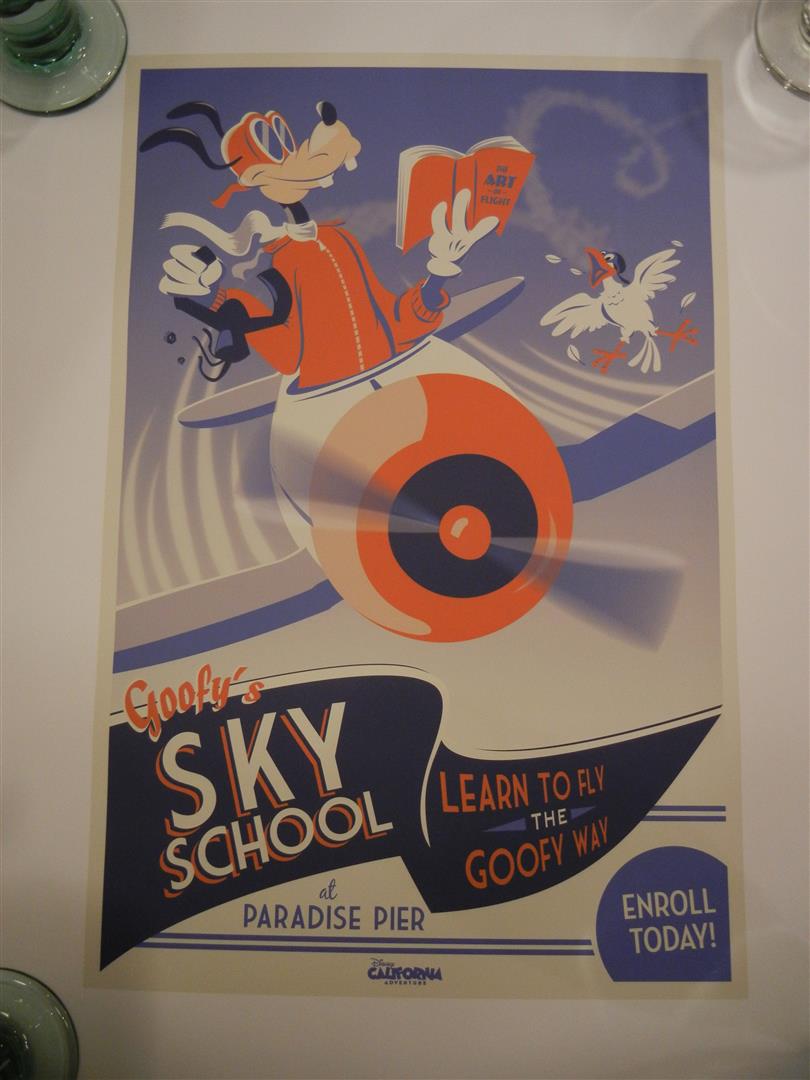 THE
ART
OF
FLIGHT
Goofy's
SKY
SCHOOL
LEARN TO FLY
THE
GOOFY WAY
at
PARADISE PIER
ENROLL
TODAY!
Disney
CALIFORNIA
ADVENTURE